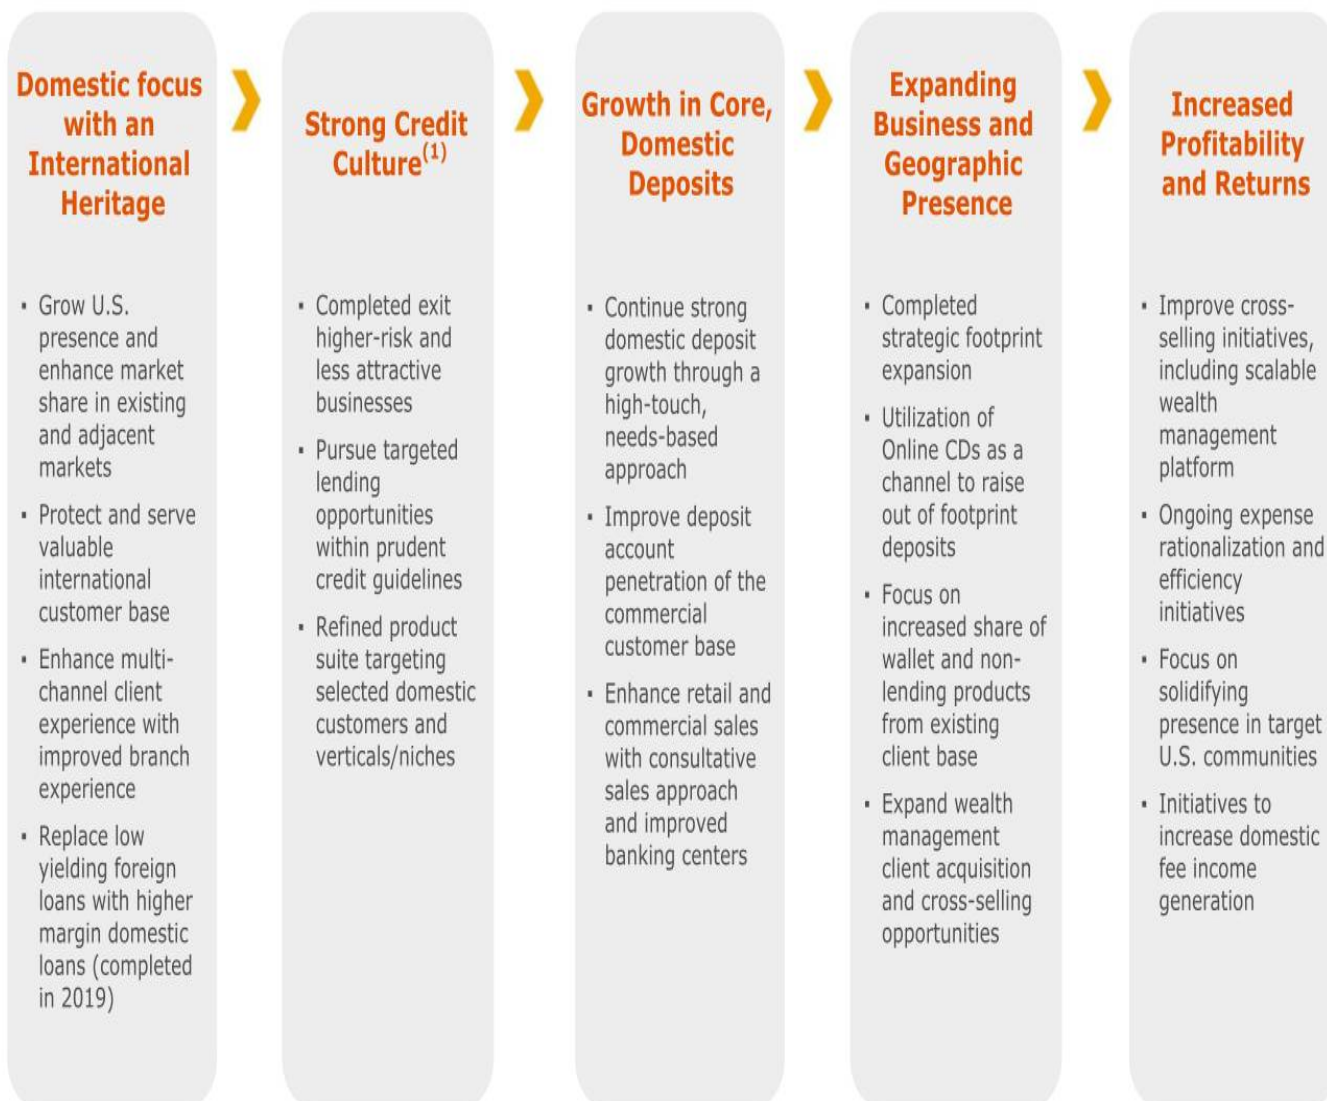 Domestic focus
with an
International
Heritage
▪ Grow U.S.
presence and
enhance market
share in existing
and adjacent
markets
▪ Protect and serve
valuable
international
customer base
▪ Enhance multi-
channel client
experience with
improved branch
experience
▪ Replace low
yielding foreign
loans with higher
margin domestic
loans (completed
in 2019)
Strong Credit
Culture(1)
▪ Completed exit
higher-risk and
less attractive
businesses
▪ Pursue targeted
lending
opportunities
within prudent
credit guidelines
▪ Refined product
suite targeting
selected domestic
customers and
verticals/niches
Growth in Core,
Domestic
Deposits
▪ Continue strong
domestic deposit
growth through a
high-touch,
needs-based
approach
▪ Improve deposit
account
penetration of the
commercial
customer base
▪ Enhance retail and
commercial sales
with consultative
sales approach
and improved
banking centers
Expanding
Business and
Geographic
Presence
▪ Completed
strategic footprint
expansion
▪ Utilization of
Online CDs as a
channel to raise
out of footprint
deposits
▪ Focus on
increased share of
wallet and non-
lending products
from existing
client base
▪ Expand wealth
management
client acquisition
and cross-selling
opportunities
Increased
Profitability
and Returns
▪ Improve cross-
selling initiatives,
including scalable
wealth
management
platform
▪ Ongoing expense
rationalization and
efficiency
initiatives
▪ Focus on
solidifying
presence in target
U.S. communities
▪ Initiatives to
increase domestic
fee income
generation